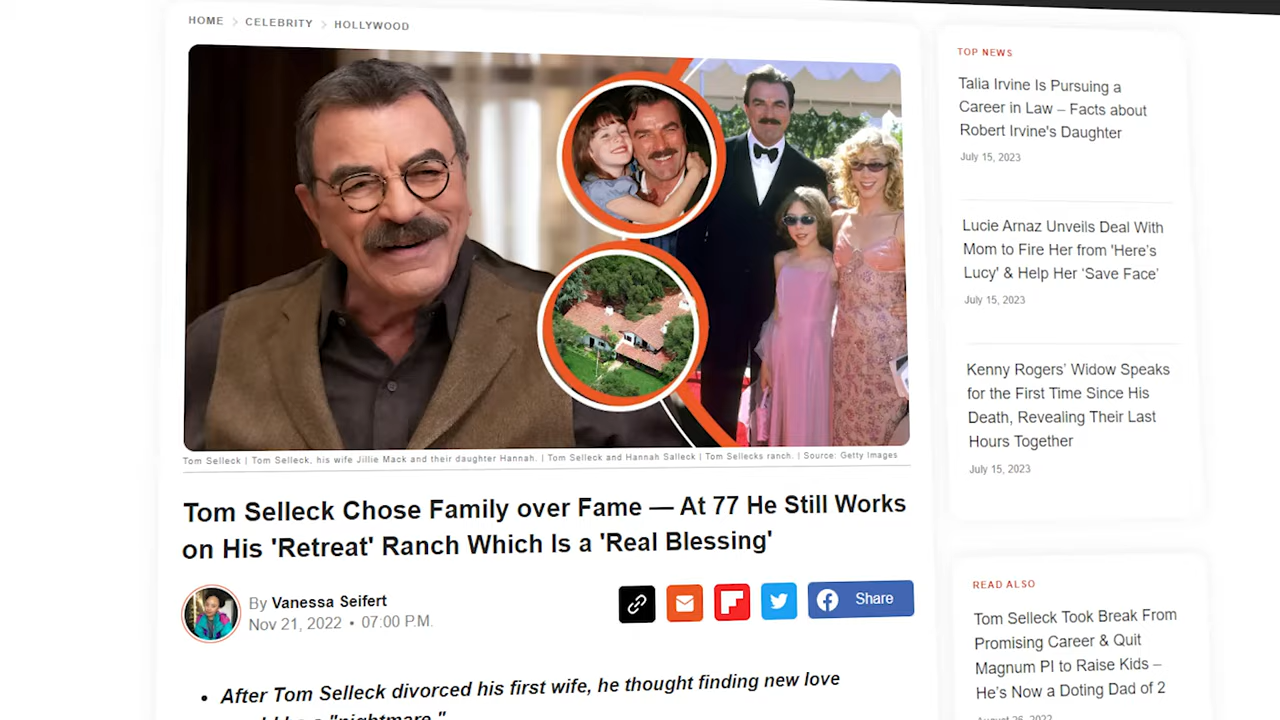 HOME > CELEBRITY > HOLLYWOOD
Tom Selleck | Tom Selleck, his wife Jillie Mack and their daughter Hannah. | Tom Selleck and Hannah Salleck | Tom Sellecks ranch. | Source: Getty Images
Tom Selleck Chose Family over Fame — At 77 He Still Works
on His 'Retreat' Ranch Which Is a 'Real Blessing'
By Vanessa Seifert
Nov 21, 2022 • 07:00 P.M.
Share
• After Tom Selleck divorced his first wife, he thought finding new love
"nightmare."
TOP NEWS
Talia Irvine Is Pursuing a
Career in Law – Facts about
Robert Irvine's Daughter
July 15, 2023
Lucie Arnaz Unveils Deal With
Mom to Fire Her from 'Here's
Lucy' & Help Her 'Save Face'
July 15, 2023
Kenny Rogers' Widow Speaks
for the First Time Since His
Death, Revealing Their Last
Hours Together
July 15, 2023
READ ALSO
Tom Selleck Took Break From
Promising Career & Quit
Magnum PI to Raise Kids –
He's Now a Doting Dad of 2
August 26, 2022